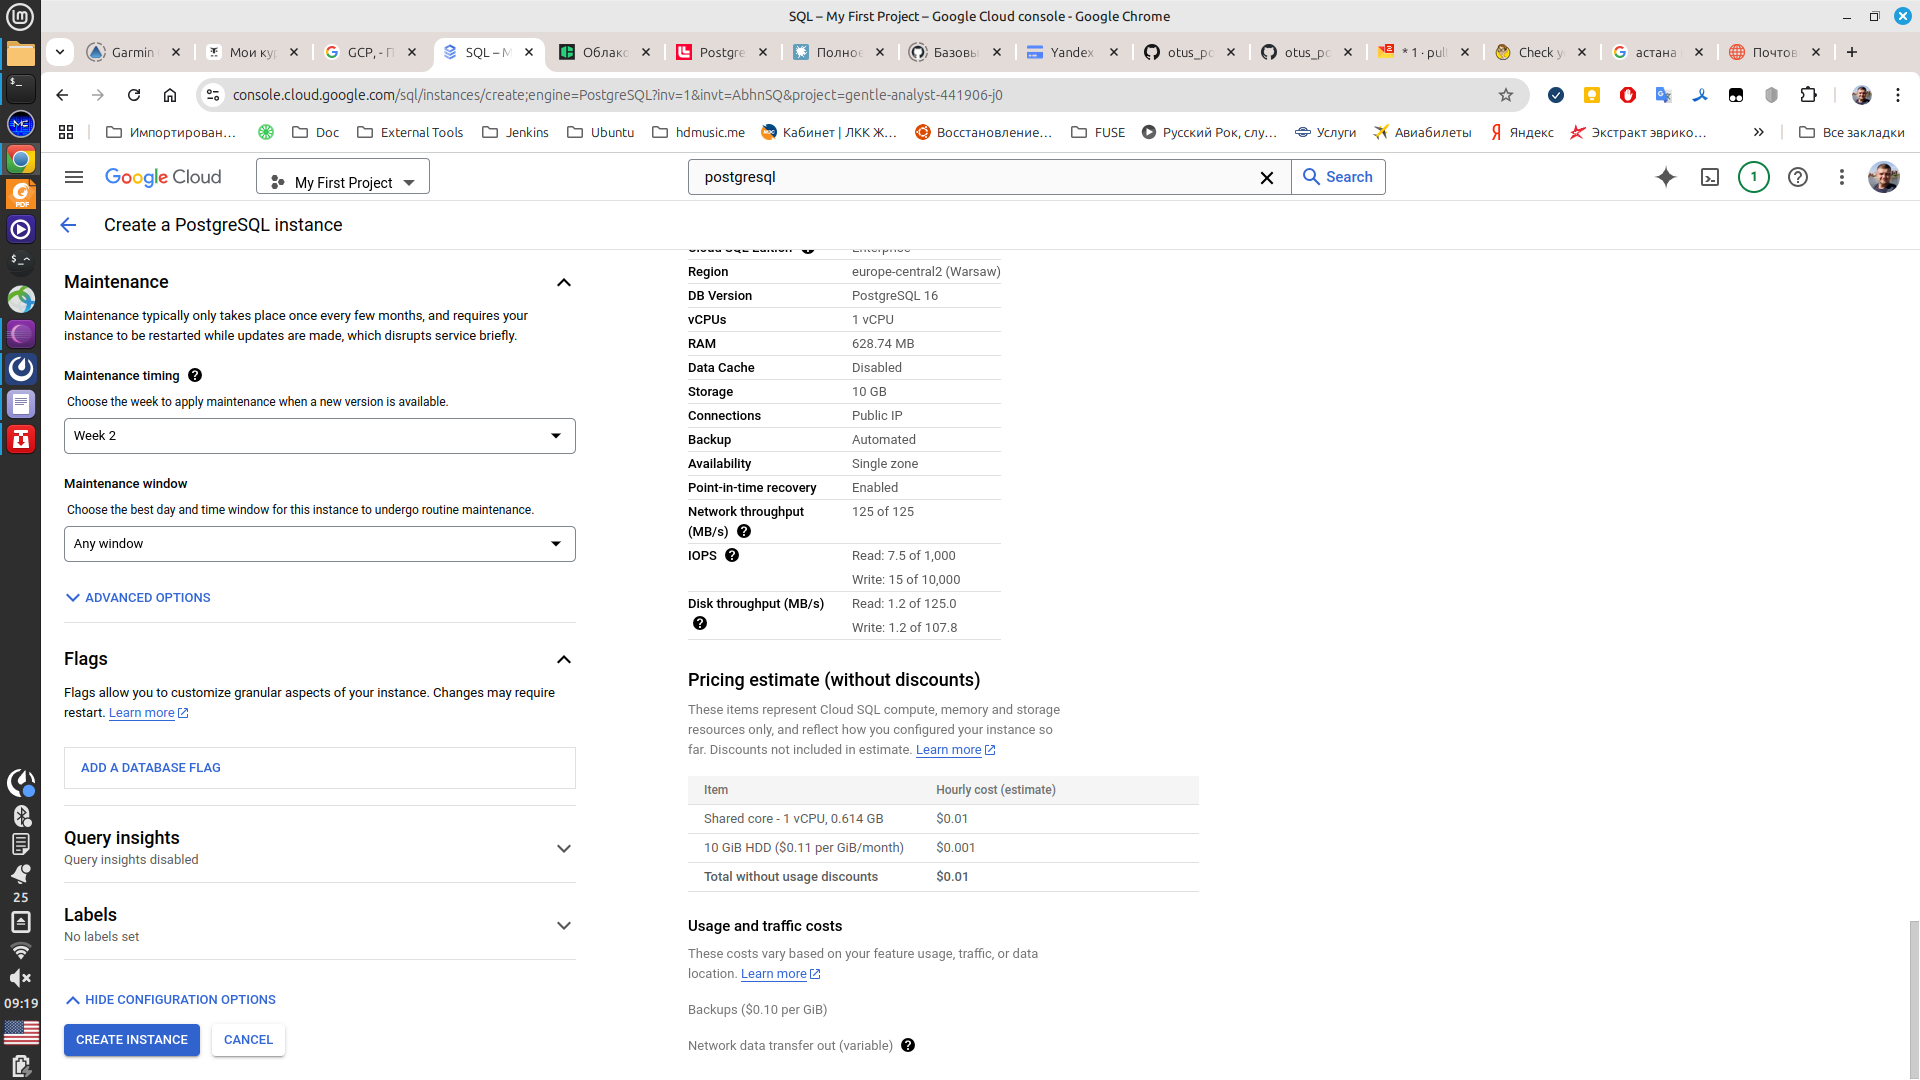 SQL – My First Project – Google Cloud console - Google Chrome
Garmin
Мои ку
GCP, - П
SQL – M
Облако
Postgre
Полное
Базовы
Yandex
otus_po
otus_po
* 1 · pull
Check y
астана
Почтов
console.cloud.google.com/sql/instances/create;engine=PostgreSQL?inv=1&invt=AbhnSQ&project=gentle-analyst-441906-j0
Импортирован…
Doc
External Tools
Jenkins
Ubuntu
hdmusic.me
Кабинет | ЛКК Ж…
Восстановление…
FUSE
Русский Рок, слу…
Услуги
Авиабилеты
Яндекс
Экстракт эврико…
Все закладки
Google Cloud
My First Project
postgresql
Search
1
Create a PostgreSQL instance
Maintenance
Maintenance typically only takes place once every few months, and requires your
instance to be restarted while updates are made, which disrupts service briefly.
Maintenance timing
Choose the week to apply maintenance when a new version is available.
Week 2
Maintenance window
Choose the best day and time window for this instance to undergo routine maintenance.
Any window
ADVANCED OPTIONS
Flags
Flags allow you to customize granular aspects of your instance. Changes may require
restart. Learn more
ADD A DATABASE FLAG
Query insights
Query insights disabled
Labels
No labels set
HIDE CONFIGURATION OPTIONS
CREATE INSTANCE
CANCEL
Cloud SQL Edition Enterprise
Region europe-central2 (Warsaw)
DB Version PostgreSQL 16
vCPUs 1 vCPU
RAM 628.74 MB
Data Cache Disabled
Storage 10 GB
Connections Public IP
Backup Automated
Availability Single zone
Point-in-time recovery Enabled
Network throughput 125 of 125
(MB/s)
IOPS Read: 7.5 of 1,000
Write: 15 of 10,000
Disk throughput (MB/s) Read: 1.2 of 125.0
Write: 1.2 of 107.8
Pricing estimate (without discounts)
These items represent Cloud SQL compute, memory and storage
resources only, and reflect how you configured your instance so
far. Discounts not included in estimate. Learn more
Item Hourly cost (estimate)
Shared core - 1 vCPU, 0.614 GB $0.01
10 GiB HDD ($0.11 per GiB/month) $0.001
Total without usage discounts $0.01
Usage and traffic costs
These costs vary based on your feature usage, traffic, or data
location. Learn more
Backups ($0.10 per GiB)
Network data transfer out (variable)
PDF
25
09:19